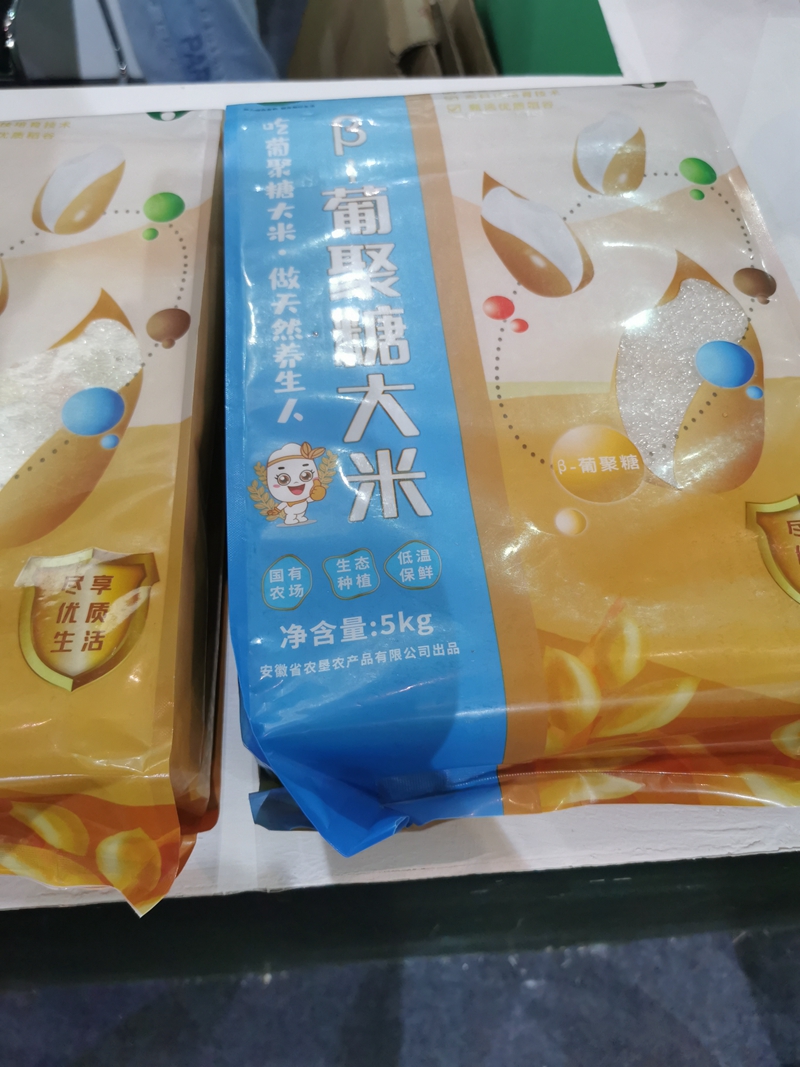 尽享
优质
生活
吃葡聚糖大米·做天然养生人
β-葡聚糖大米
国有
农场
生态
种植
低温
保鲜
净含量:5kg
安徽省农垦农产品有限公司出品
β-葡聚糖